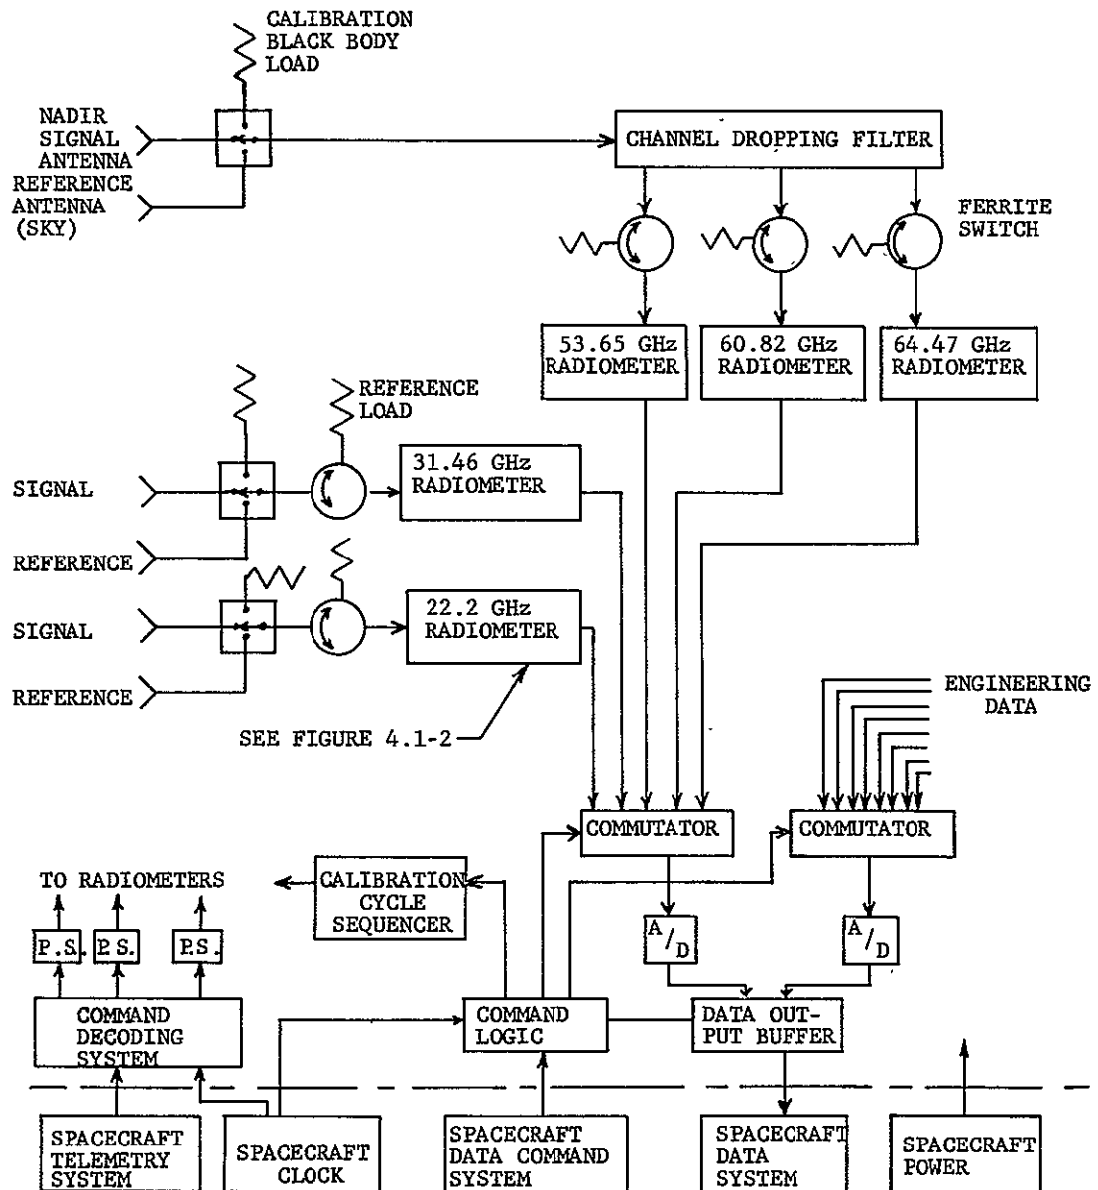 CALIBRATION
BLACK BODY
LOAD
NADIR
SIGNAL
ANTENNA
REFERENCE
ANTENNA
(SKY)
CHANNEL DROPPING FILTER
FERRITE
SWITCH
53.65 GHz
RADIOMETER
60.82 GHz
RADIOMETER
64.47 GHz
RADIOMETER
REFERENCE
LOAD
SIGNAL
31.46 GHz
RADIOMETER
REFERENCE
SIGNAL
22.2 GHz
RADIOMETER
REFERENCE
SEE FIGURE 4.1-2
ENGINEERING
DATA
COMMUTATOR
COMMUTATOR
TO RADIOMETERS
CALIBRATION
CYCLE
SEQUENCER
P.S.
P.S.
P.S.
A/D
A/D
COMMAND
DECODING
SYSTEM
COMMAND
LOGIC
DATA OUT-
PUT BUFFER
SPACECRAFT
TELEMETRY
SYSTEM
SPACECRAFT
CLOCK
SPACECRAFT
DATA COMMAND
SYSTEM
SPACECRAFT
DATA
SYSTEM
SPACECRAFT
POWER